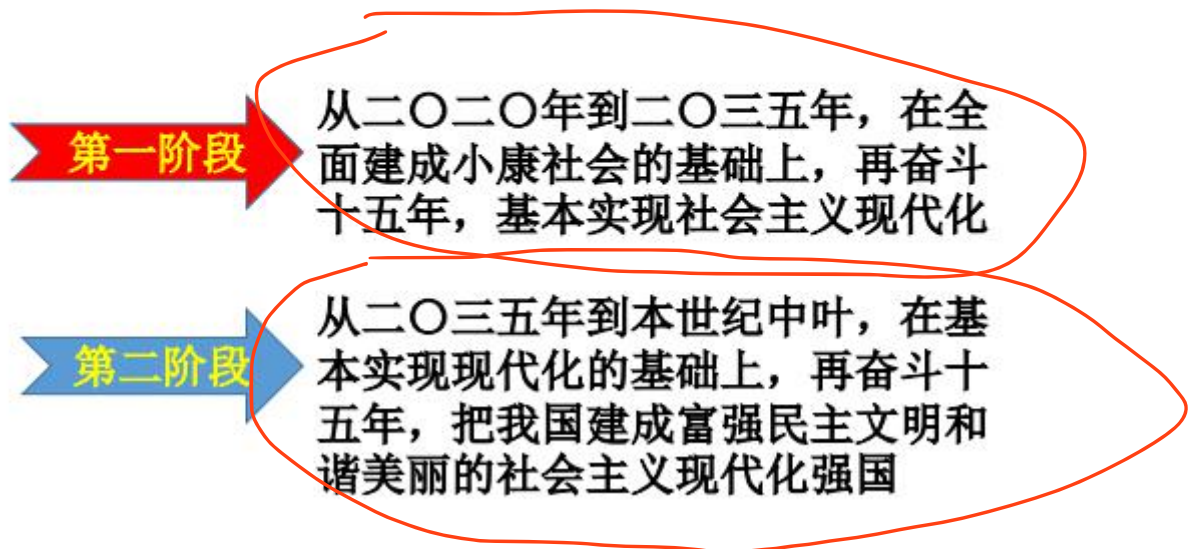 第一阶段
从二〇二〇年到二〇三五年，在全
面建成小康社会的基础上，再奋斗
十五年，基本实现社会主义现代化
第二阶段
从二〇三五年到本世纪中叶，在基
本实现现代化的基础上，再奋斗十
五年，把我国建成富强民主文明和
谐美丽的社会主义现代化强国